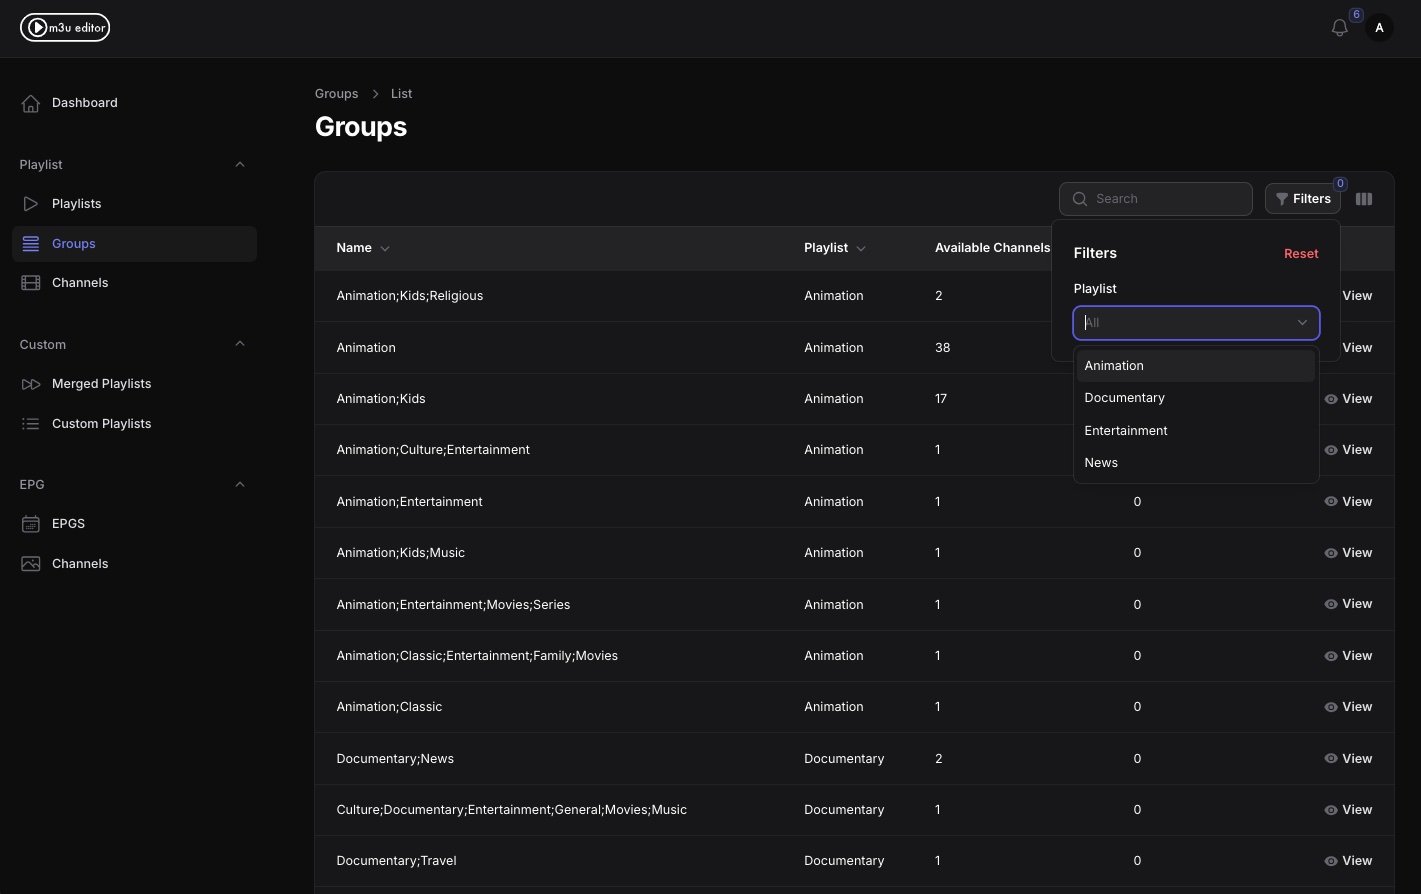 m3u editor
6
A
Dashboard
Playlist
Playlists
Groups
Channels
Custom
Merged Playlists
Custom Playlists
EPG
EPGS
Channels
Groups > List
Groups
Search
Filters
0
Name Playlist Available Channels
Animation;Kids;Religious Animation 2 View
Animation Animation 38 View
Animation;Kids Animation 17 View
Animation;Culture;Entertainment Animation 1 View
Animation;Entertainment Animation 1 0 View
Animation;Kids;Music Animation 1 0 View
Animation;Entertainment;Movies;Series Animation 1 0 View
Animation;Classic;Entertainment;Family;Movies Animation 1 0 View
Animation;Classic Animation 1 0 View
Documentary;News Documentary 2 0 View
Culture;Documentary;Entertainment;General;Movies;Music Documentary 1 0 View
Documentary;Travel Documentary 1 0 View
Filters Reset
Playlist
All
Animation
Documentary
Entertainment
News